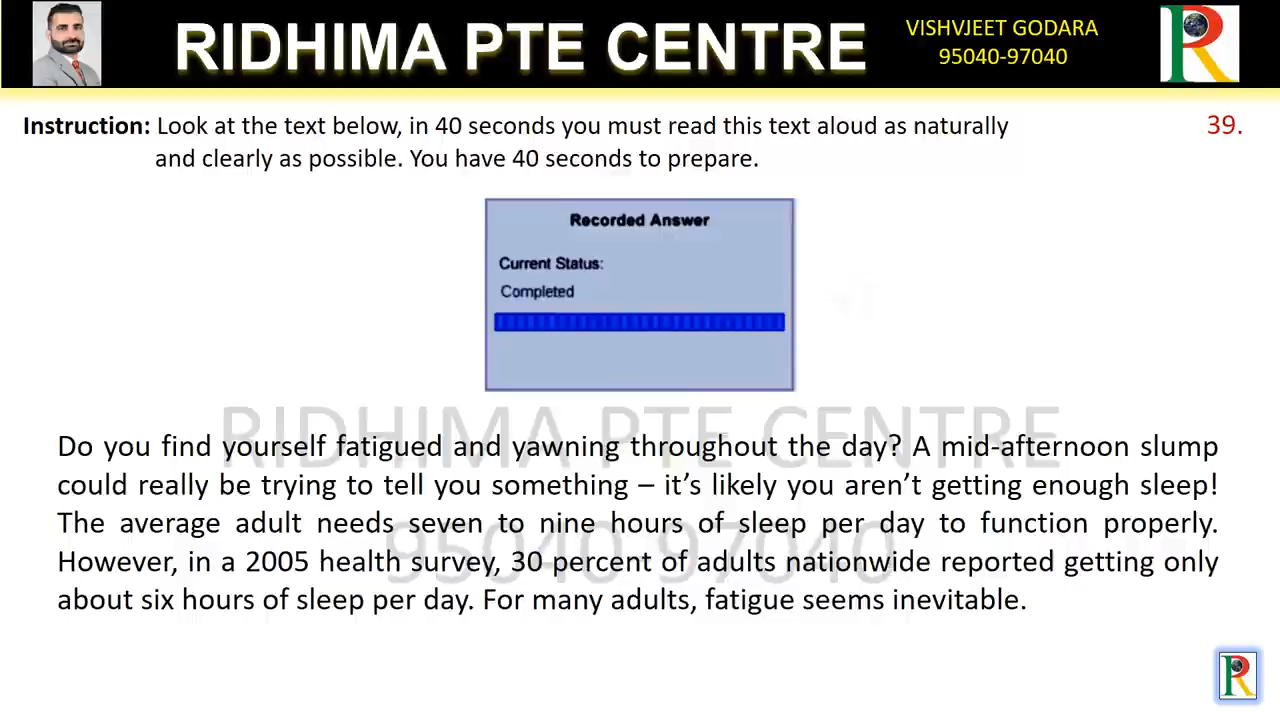 RIDHIMA PTE CENTRE
VISHVJEET GODARA
95040-97040
R
Instruction: Look at the text below, in 40 seconds you must read this text aloud as naturally
and clearly as possible. You have 40 seconds to prepare.
39.
Recorded Answer
Current Status:
Completed
RIDHIMA PTE CENTRE
95040-97040
Do you find yourself fatigued and yawning throughout the day? A mid-afternoon slump
could really be trying to tell you something – it's likely you aren't getting enough sleep!
The average adult needs seven to nine hours of sleep per day to function properly.
However, in a 2005 health survey, 30 percent of adults nationwide reported getting only
about six hours of sleep per day. For many adults, fatigue seems inevitable.
R